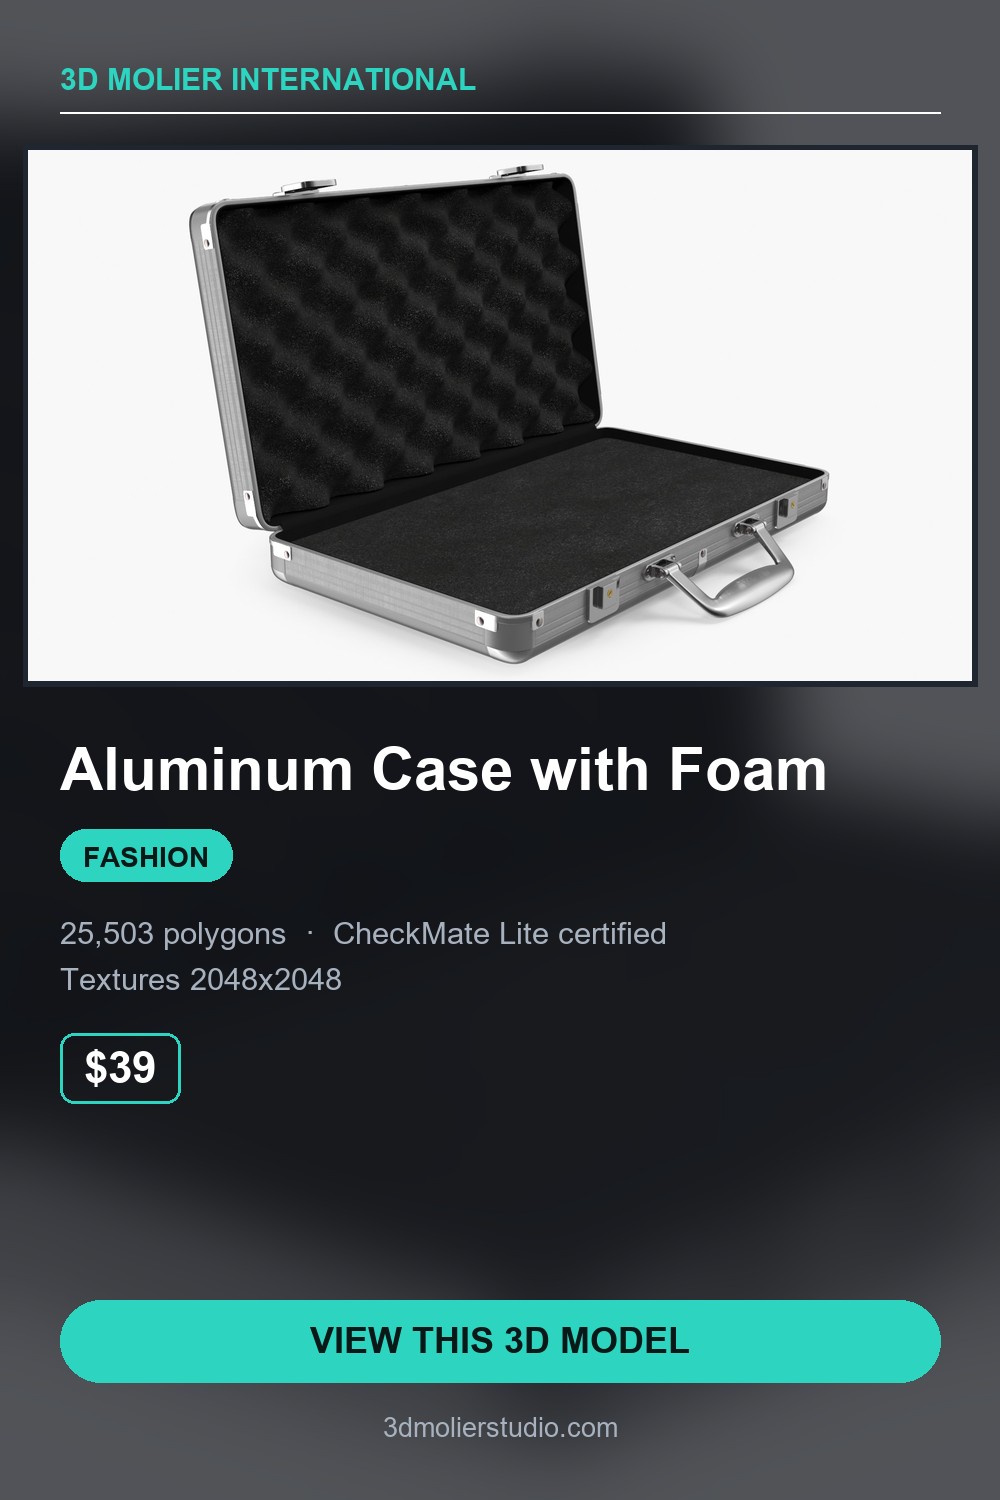 3D MOLIER INTERNATIONAL
Aluminum Case with Foam
FASHION
25,503 polygons · CheckMate Lite certified
Textures 2048x2048
$39
VIEW THIS 3D MODEL
3dmolierstudio.com